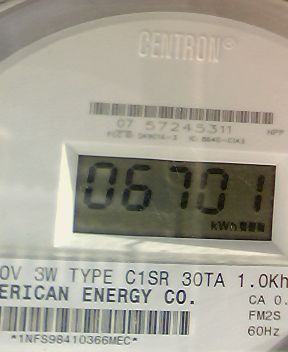 CENTRON®
07 57245311
06701
kWh
0V 3W TYPE C1SR 30TA 1.0Kh
ERICAN ENERGY CO.
CA 0.
FM2S
60Hz
*1NFS98410366MEC*